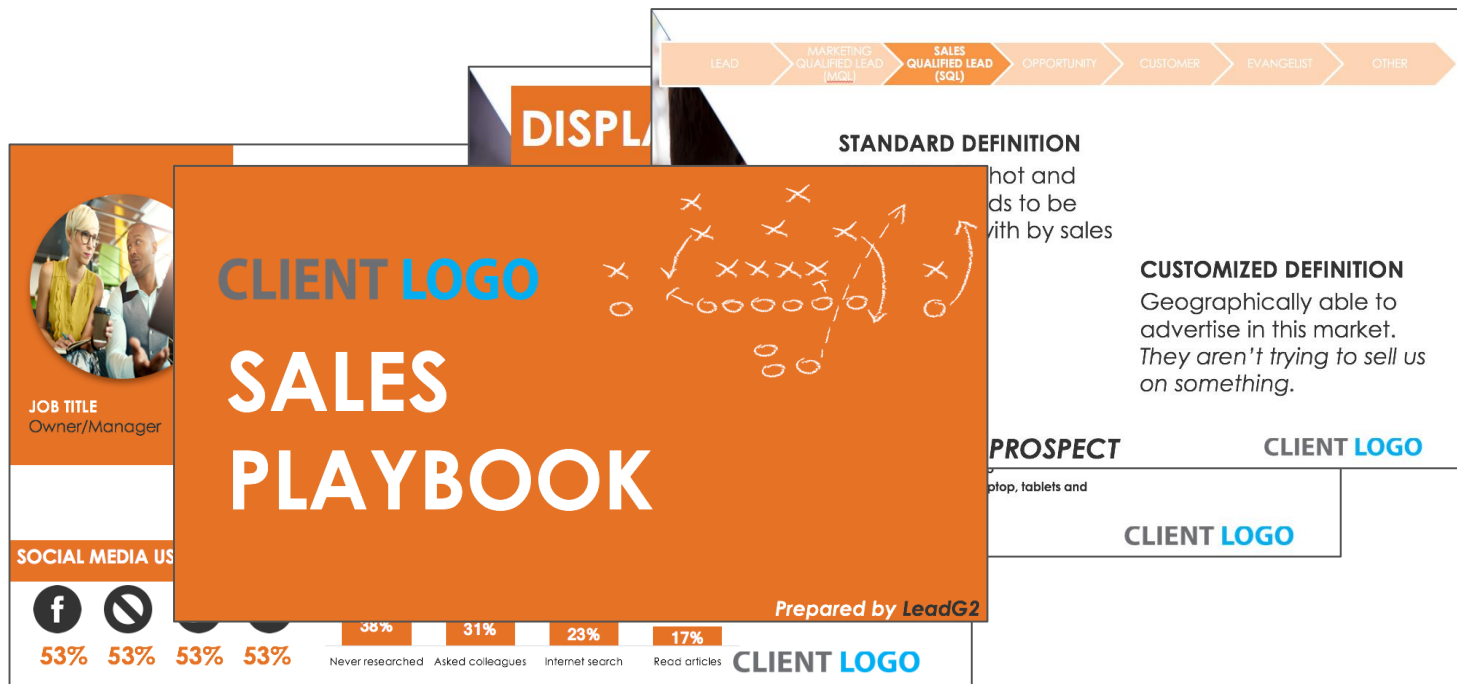 LEAD
MARKETING
QUALIFIED LEAD
(MQL)
SALES
QUALIFIED LEAD
(SQL)
OPPORTUNITY
CUSTOMER
EVANGELIST
OTHER
STANDARD DEFINITION
hot and
ds to be
with by sales
CUSTOMIZED DEFINITION
Geographically able to
advertise in this market.
They aren't trying to sell us
on something.
PROSPECT
CLIENT LOGO
DISPLA
ptop, tablets and
CLIENT LOGO
CLIENT LOGO
SALES
PLAYBOOK
Prepared by LeadG2
JOB TITLE
Owner/Manager
SOCIAL MEDIA US
53% 53% 53% 53%
38% 31% 23% 17%
Never researched Asked colleagues Internet search Read articles
CLIENT LOGO